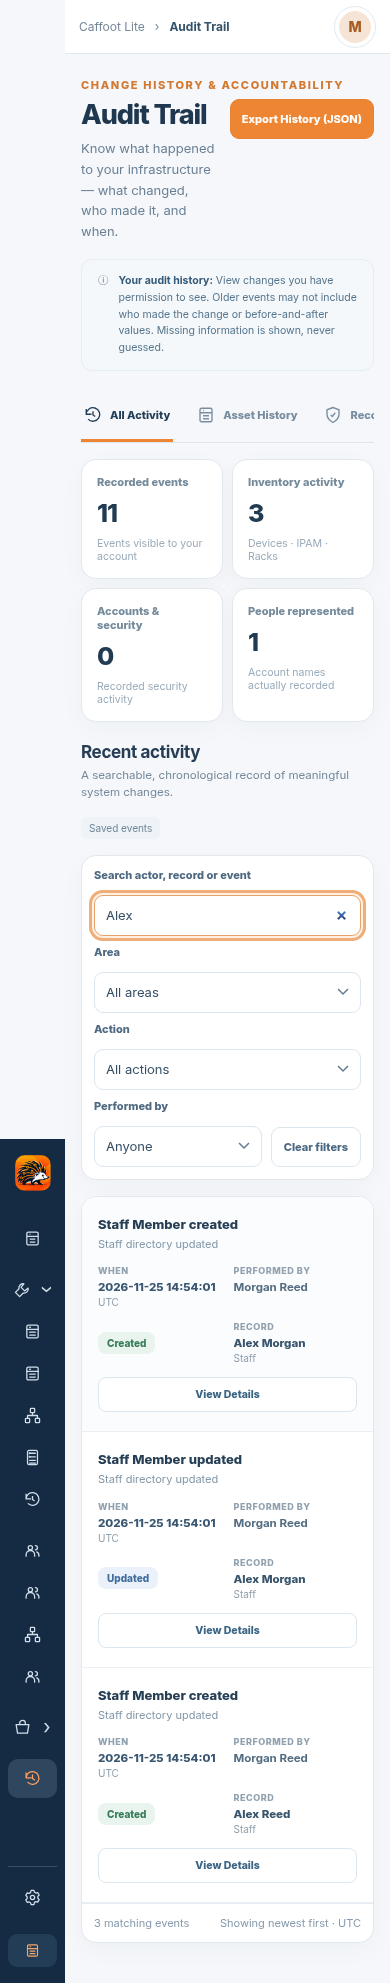 Caffoot Lite › Audit Trail
M
CHANGE HISTORY & ACCOUNTABILITY
Audit Trail
Export History (JSON)
Know what happened
to your infrastructure
— what changed,
who made it, and
when.
Your audit history: View changes you have
permission to see. Older events may not include
who made the change or before-and-after
values. Missing information is shown, never
guessed.
All Activity
Asset History
Recorded events
11
Events visible to your
account
Inventory activity
3
Devices · IPAM ·
Racks
Accounts &
security
0
Recorded security
activity
People represented
1
Account names
actually recorded
Recent activity
A searchable, chronological record of meaningful
system changes.
Saved events
Search actor, record or event
Alex
Area
All areas
Action
All actions
Performed by
Anyone
Clear filters
Staff Member created
Staff directory updated
WHEN
2026-11-25 14:54:01
UTC
PERFORMED BY
Morgan Reed
Created
RECORD
Alex Morgan
Staff
View Details
Staff Member updated
Staff directory updated
WHEN
2026-11-25 14:54:01
UTC
PERFORMED BY
Morgan Reed
Updated
RECORD
Alex Morgan
Staff
View Details
Staff Member created
Staff directory updated
WHEN
2026-11-25 14:54:01
UTC
PERFORMED BY
Morgan Reed
Created
RECORD
Alex Reed
Staff
View Details
3 matching events
Showing newest first · UTC